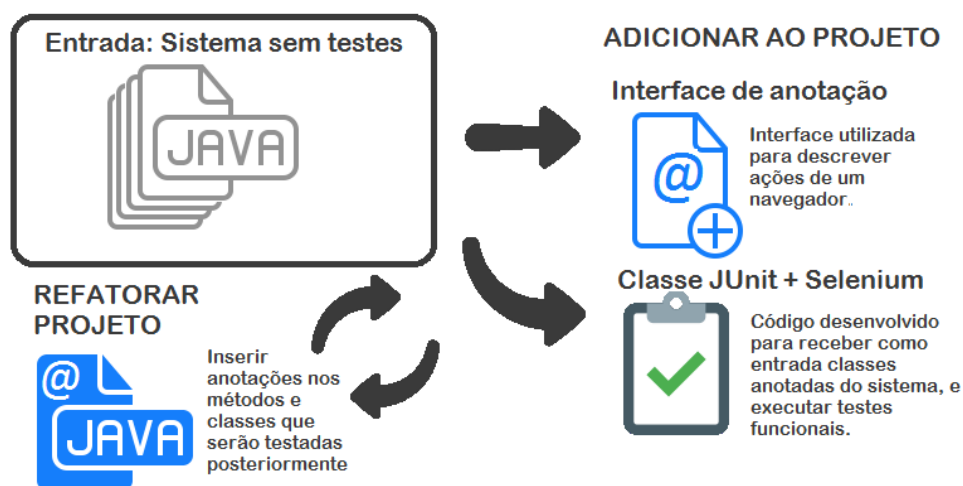 Entrada: Sistema sem testes
JAVA
ADICIONAR AO PROJETO
Interface de anotação
@
Interface utilizada
para descrever
ações de um
navegador..
Classe JUnit + Selenium
Código desenvolvido
para receber como
entrada classes
anotadas do sistema, e
executar testes
funcionais.
REFATORAR
PROJETO
@
JAVA
Inserir
anotações nos
métodos e
classes que
serão testadas
posteriormente